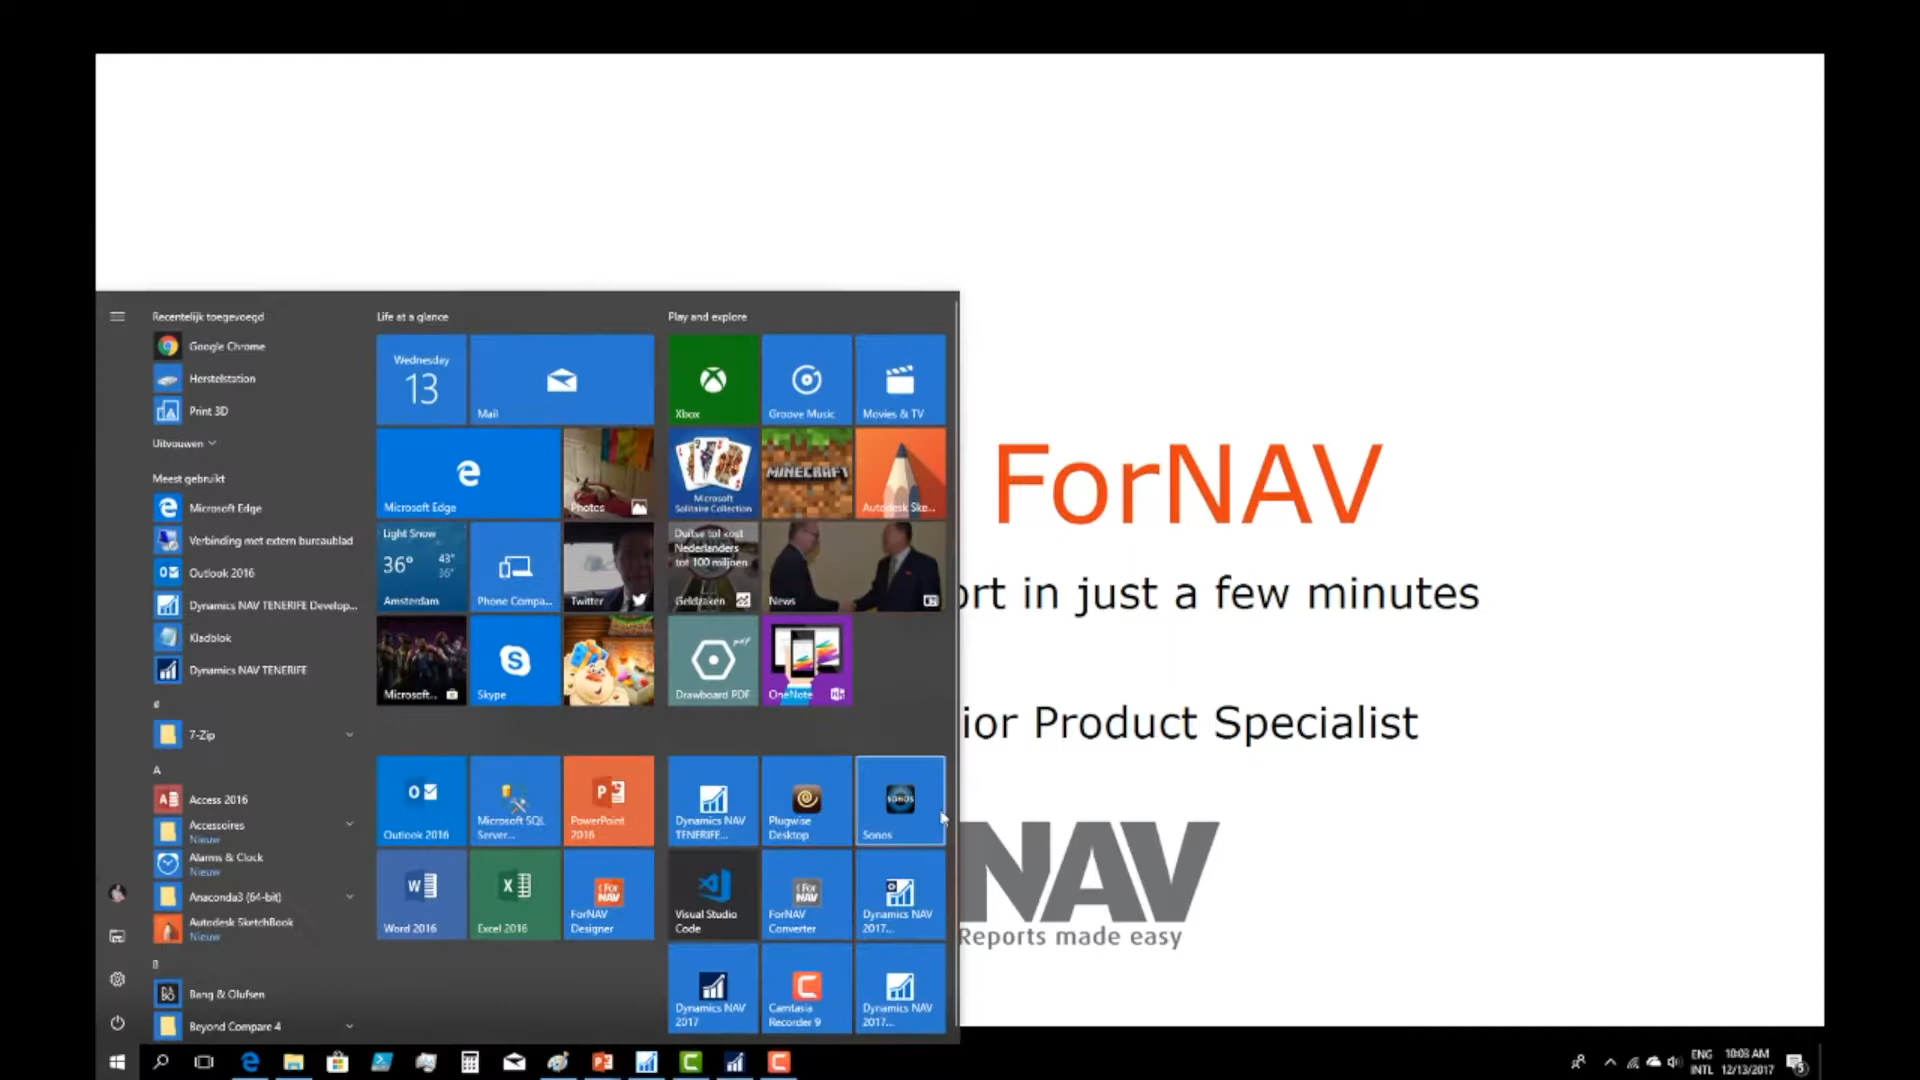 ForNAV
ort in just a few minutes
ior Product Specialist
NAV
Reports made easy
Recentelijk toegevoegd
Google Chrome
Herstelstation
Print 3D
Uitvouwen
Meest gebruikt
Microsoft Edge
Verbinding met extern bureaublad
Outlook 2016
Dynamics NAV TENERIFE Develop...
Kladblok
Dynamics NAV TENERIFE
#
7-Zip
A
Access 2016
Accessoires
Nieuw
Alarms & Clock
Nieuw
Anaconda3 (64-bit)
Autodesk SketchBook
Nieuw
B
Bang & Olufsen
Beyond Compare 4
Life at a glance
Wednesday
13
Mail
Microsoft Edge
Photos
Light Snow
36° 43°
36°
Amsterdam
Phone Compa...
Twitter
Microsoft...
Skype
Play and explore
Xbox
Groove Music
Movies & TV
Microsoft
Solitaire Collection
MINECRAFT
Autodesk Ske...
Duitse tol kost
Nederlanders
tot 100 miljoen
Geldzaken
News
Drawboard PDF
OneNote
Outlook 2016
Microsoft SQL
Server...
PowerPoint
2016
Word 2016
Excel 2016
ForNAV
Designer
Dynamics NAV
TENERIFE...
Plugwise
Desktop
SONOS
Sonos
Visual Studio
Code
ForNAV
Converter
Dynamics NAV
2017...
Dynamics NAV
2017
Camtasia
Recorder 9
Dynamics NAV
2017...
ENG
INTL
10:03 AM
12/13/2017
5